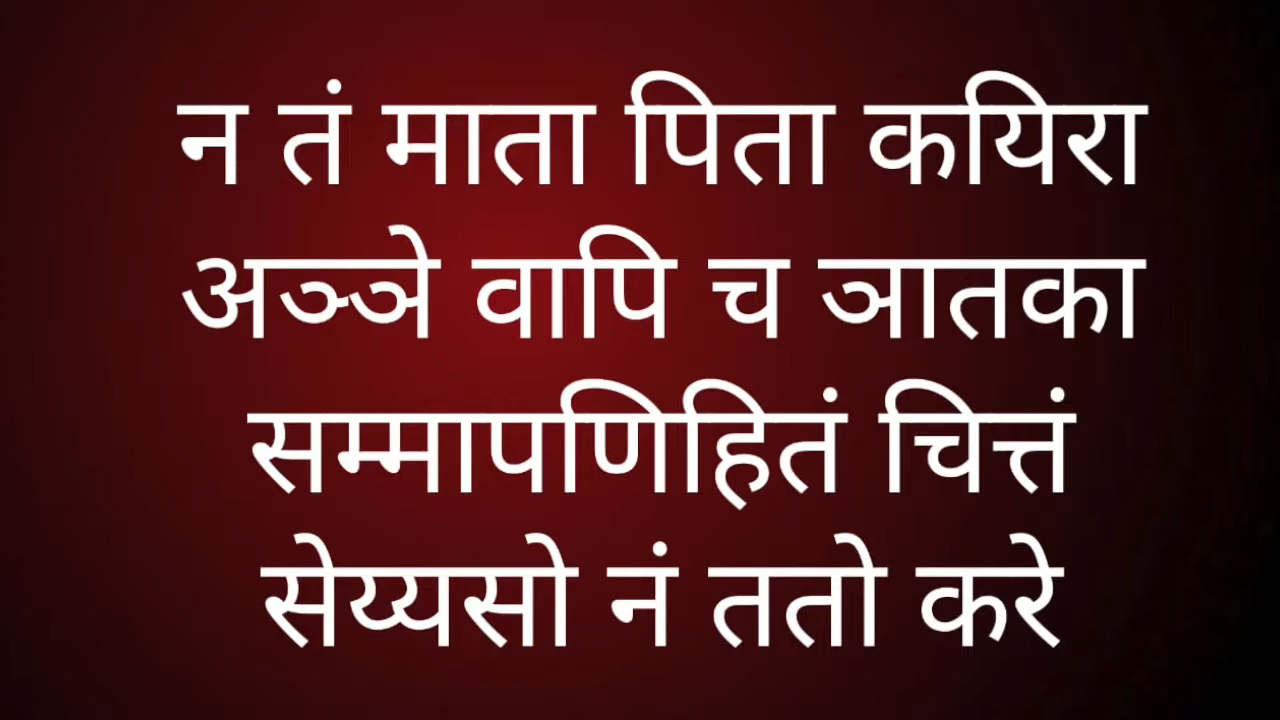 न तं माता पिता कयिरा
अञ्ञे वापि च ञातका
सम्मापणिहितं चित्तं
सेय्यसो नं ततो करे